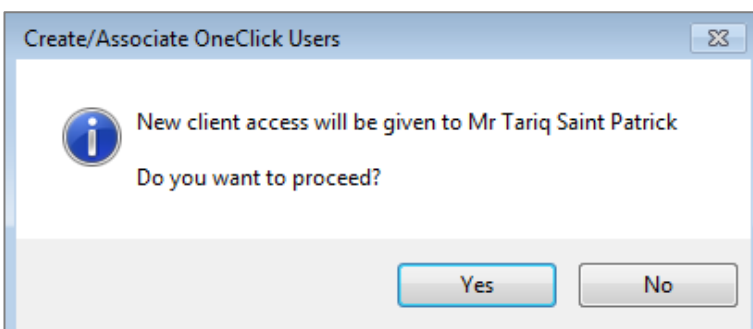 Create/Associate OneClick Users
New client access will be given to Mr Tariq Saint Patrick
Do you want to proceed?
Yes
No